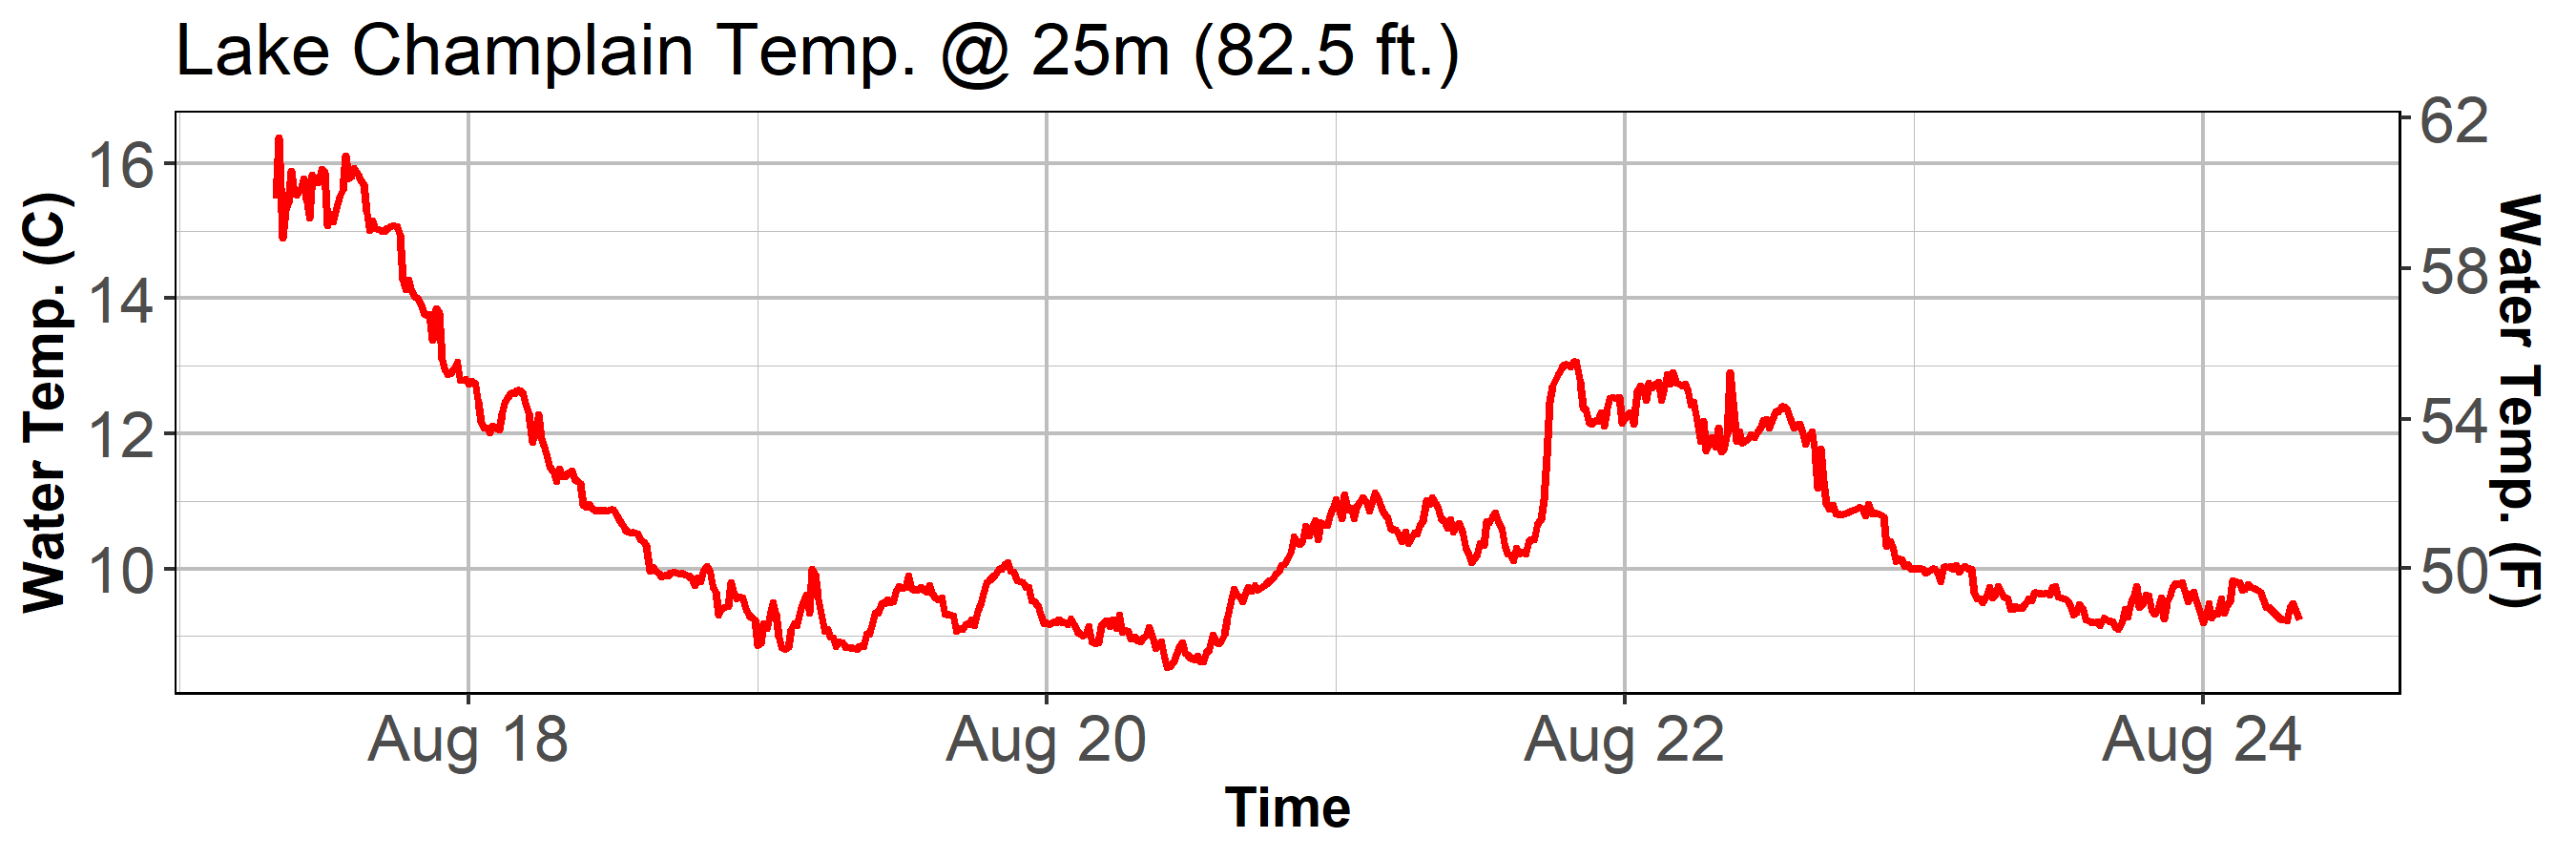 Lake Champlain Temp. @ 25m (82.5 ft.)
Water Temp. (C)
16
14
12
10
62
58
54
50
Water Temp. (F)
Aug 18
Aug 20
Aug 22
Aug 24
Time